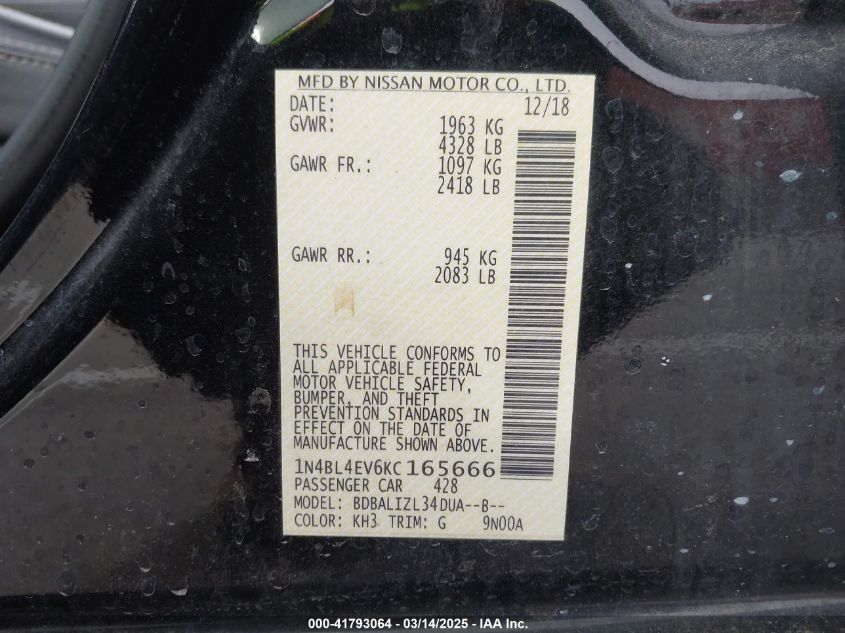 MFD BY NISSAN MOTOR CO., LTD.
DATE: 12/18
GVWR: 1963 KG
4328 LB
GAWR FR.: 1097 KG
2418 LB
GAWR RR.: 945 KG
2083 LB
THIS VEHICLE CONFORMS TO
ALL APPLICABLE FEDERAL
MOTOR VEHICLE SAFETY,
BUMPER, AND THEFT
PREVENTION STANDARDS IN
EFFECT ON THE DATE OF
MANUFACTURE SHOWN ABOVE.
1N4BL4EV6KC165666
PASSENGER CAR 428
MODEL: BDBALIZL34DUA--B--
COLOR: KH3 TRIM: G 9N00A
000-41793064 - 03/14/2025 - IAA, Inc.